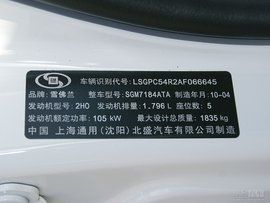 车辆识别代号: LSGPC54R2AF066645
品牌: 雪佛兰 整车型号: SGM7184ATA 制造年月: 10-04
发动机型号: 2HO 发动机排量: 1.796 L 座位数: 5
发动机额定功率: 105 kW 最大设计总质量: 1835 kg
中国 上海通用(沈阳)北盛汽车有限公司制造